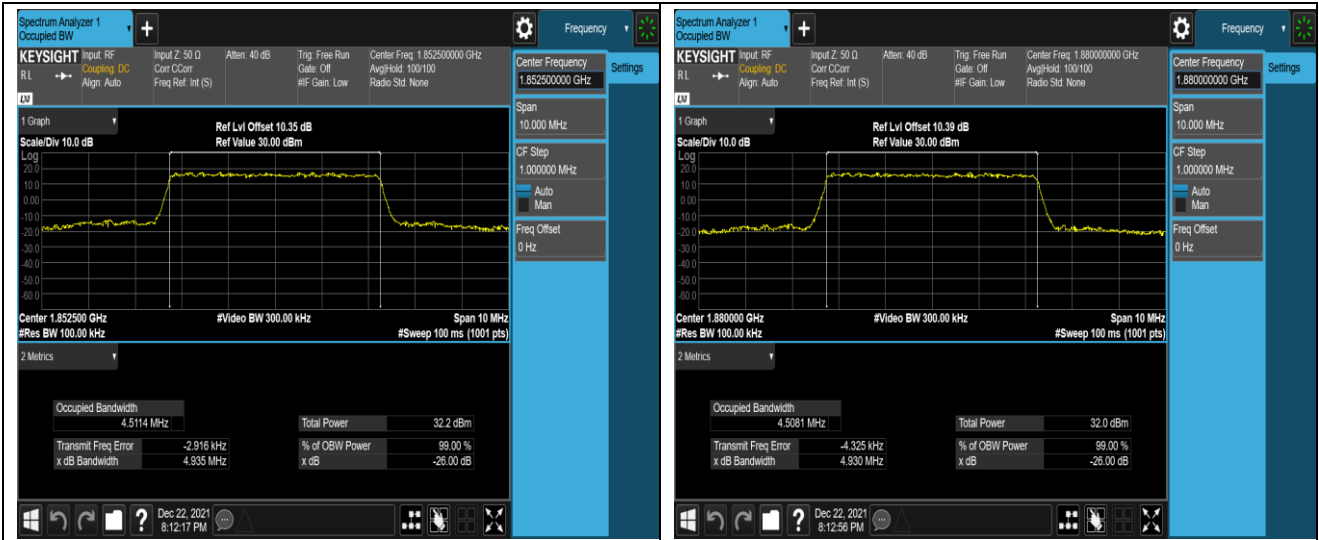 Spectrum Analyzer 1
Occupied BW
+
Frequency
KEYSIGHT
RL
LXI
Input: RF
Coupling: DC
Align: Auto
Input Z: 50 Ω
Corr CCorr
Freq Ref: Int (S)
Atten: 40 dB
Trig: Free Run
Gate: Off
#IF Gain: Low
Center Freq: 1.852500000 GHz
Avg|Hold: 100/100
Radio Std: None
Center Frequency
1.852500000 GHz
Settings
Span
10.000 MHz
CF Step
1.000000 MHz
Auto
Man
Freq Offset
0 Hz
1 Graph
Scale/Div 10.0 dB
Ref Lvl Offset 10.35 dB
Ref Value 30.00 dBm
Log
20.0
10.0
0.00
-10.0
-20.0
-30.0
-40.0
-50.0
-60.0
Center 1.852500 GHz
#Res BW 100.00 kHz
#Video BW 300.00 kHz
Span 10 MHz
#Sweep 100 ms (1001 pts)
2 Metrics
Occupied Bandwidth
4.5114 MHz
Transmit Freq Error -2.916 kHz
x dB Bandwidth 4.935 MHz
Total Power 32.2 dBm
% of OBW Power 99.00 %
x dB -26.00 dB
?
Dec 22, 2021
8:12:17 PM
Spectrum Analyzer 1
Occupied BW
+
Frequency
KEYSIGHT
RL
LXI
Input: RF
Coupling: DC
Align: Auto
Input Z: 50 Ω
Corr CCorr
Freq Ref: Int (S)
Atten: 40 dB
Trig: Free Run
Gate: Off
#IF Gain: Low
Center Freq: 1.880000000 GHz
Avg|Hold: 100/100
Radio Std: None
Center Frequency
1.880000000 GHz
Settings
Span
10.000 MHz
CF Step
1.000000 MHz
Auto
Man
Freq Offset
0 Hz
1 Graph
Scale/Div 10.0 dB
Ref Lvl Offset 10.39 dB
Ref Value 30.00 dBm
Log
20.0
10.0
0.00
-10.0
-20.0
-30.0
-40.0
-50.0
-60.0
Center 1.880000 GHz
#Res BW 100.00 kHz
#Video BW 300.00 kHz
Span 10 MHz
#Sweep 100 ms (1001 pts)
2 Metrics
Occupied Bandwidth
4.5081 MHz
Transmit Freq Error -4.325 kHz
x dB Bandwidth 4.930 MHz
Total Power 32.0 dBm
% of OBW Power 99.00 %
x dB -26.00 dB
?
Dec 22, 2021
8:12:56 PM